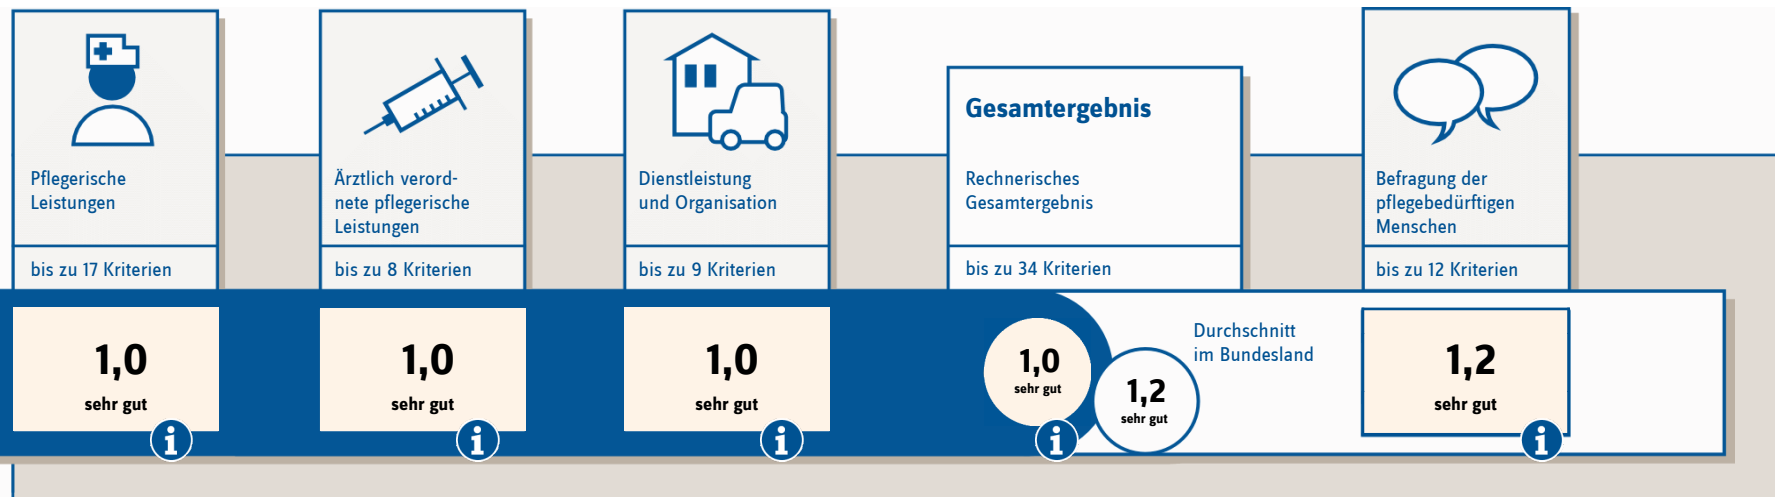 Pflegerische
Leistungen
bis zu 17 Kriterien
1,0
sehr gut
i
Ärztlich verord-
nete pflegerische
Leistungen
bis zu 8 Kriterien
1,0
sehr gut
i
Dienstleistung
und Organisation
bis zu 9 Kriterien
1,0
sehr gut
i
Gesamtergebnis
Rechnerisches
Gesamtergebnis
bis zu 34 Kriterien
1,0
sehr gut
i
1,2
sehr gut
Durchschnitt
im Bundesland
Befragung der
pflegebedürftigen
Menschen
bis zu 12 Kriterien
1,2
sehr gut
i